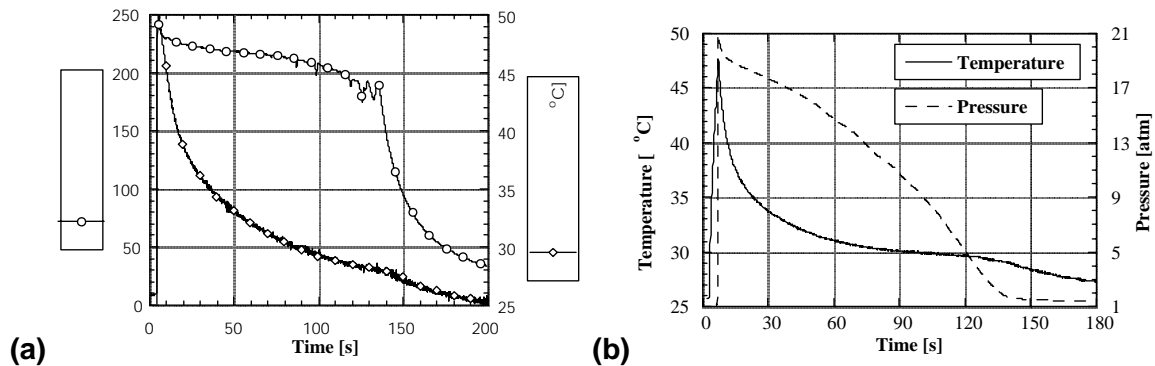 250
200
150
100
50
0
50
45
40
35
30
25
°C]
0 50 100 150 200
Time [s]
(a)
50
45
40
35
30
25
Temperature [ °C]
Temperature
Pressure
21
17
13
9
5
1
Pressure [atm]
0 30 60 90 120 150 180
Time [s]
(b)